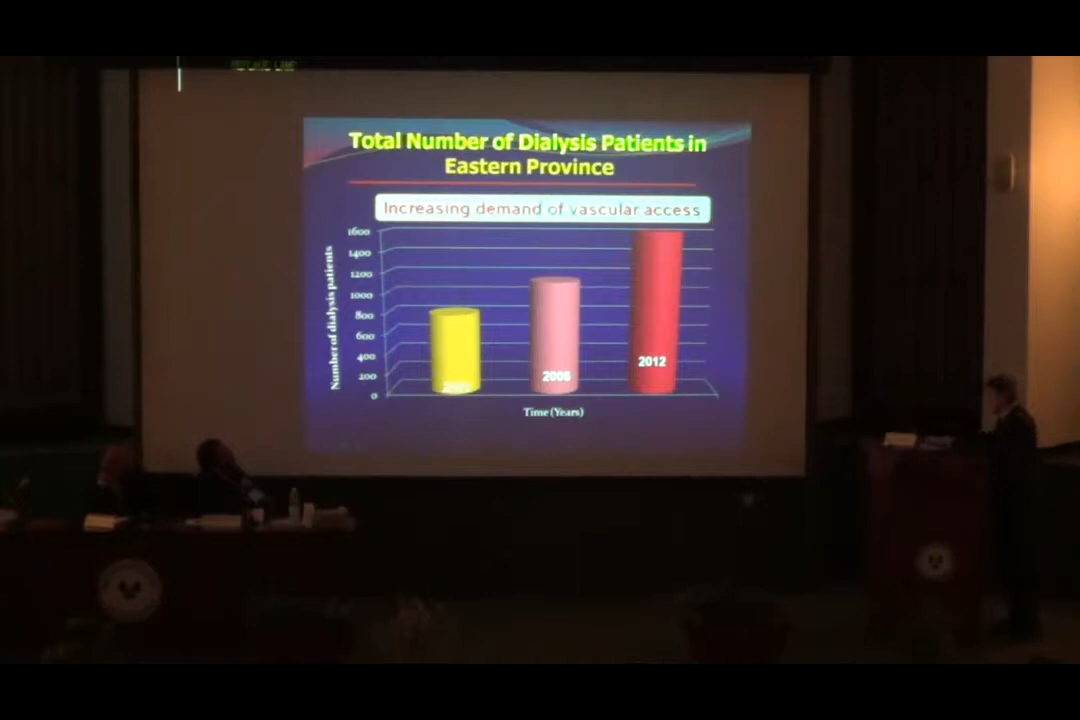 Total Number of Dialysis Patients in
Eastern Province
Increasing demand of vascular access
Number of dialysis patients
1600
1400
1200
1000
800
600
400
200
0
2006
2012
Time (Years)